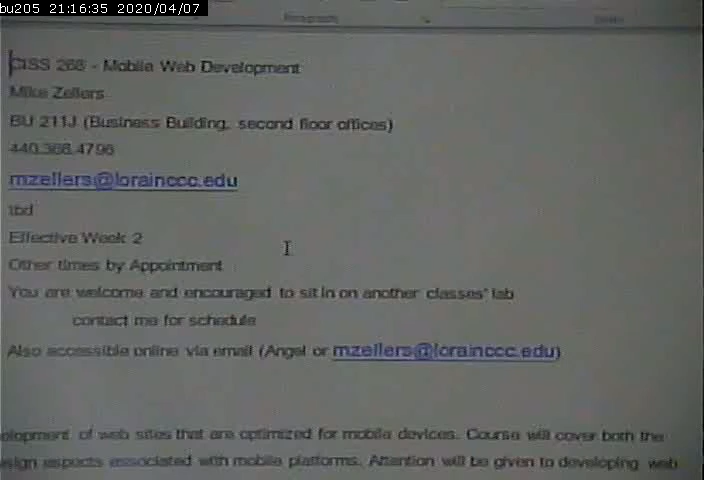 bu205 21:16:35 2020/04/07
Paragraph
CISS 268 - Mobile Web Development
Mike Zellers
BU 211J (Business Building, second floor offices)
440.366.4796
mzellers@lorainccc.edu
tbd
Effective Week 2
Other times by Appointment
You are welcome and encouraged to sit in on another classes' lab
contact me for schedule
Also accessible online via email (Angel or mzellers@lorainccc.edu)
elopment of web sites that are optimized for mobile devices. Course will cover both the
esign aspects associated with mobile platforms. Attention will be given to developing web